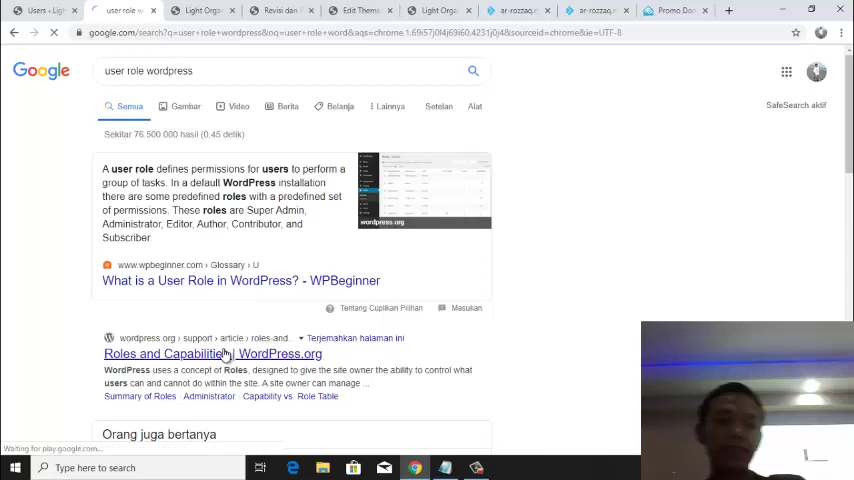 Users ‹ Ligh
user role w
Light Orga
Revisi dan
Edit Theme
Light Orga
ar-rozzaq.m
ar-rozzaq.m
Promo Dom
google.com/search?q=user+role+wordpress&oq=user+role+word&aqs=chrome.1.69i57j0l4j69i60.4231j0j4&sourceid=chrome&ie=UTF-8
Google
user role wordpress
Semua
Gambar
Video
Berita
Belanja
Lainnya
Setelan
Alat
SafeSearch aktif
Sekitar 76.500.000 hasil (0,45 detik)
A user role defines permissions for users to perform a
group of tasks. In a default WordPress installation
there are some predefined roles with a predefined set
of permissions. These roles are Super Admin,
Administrator, Editor, Author, Contributor, and
Subscriber.
wordpress.org
www.wpbeginner.com › Glossary › U
What is a User Role in WordPress? - WPBeginner
Tentang Cuplikan Pilihan
Masukan
wordpress.org › support › article › roles-and...
Terjemahkan halaman ini
Roles and Capabilities | WordPress.org
WordPress uses a concept of Roles, designed to give the site owner the ability to control what
users can and cannot do within the site. A site owner can manage ...
Summary of Roles · Administrator · Capability vs. Role Table
Orang juga bertanya
Waiting for play.google.com...
Type here to search